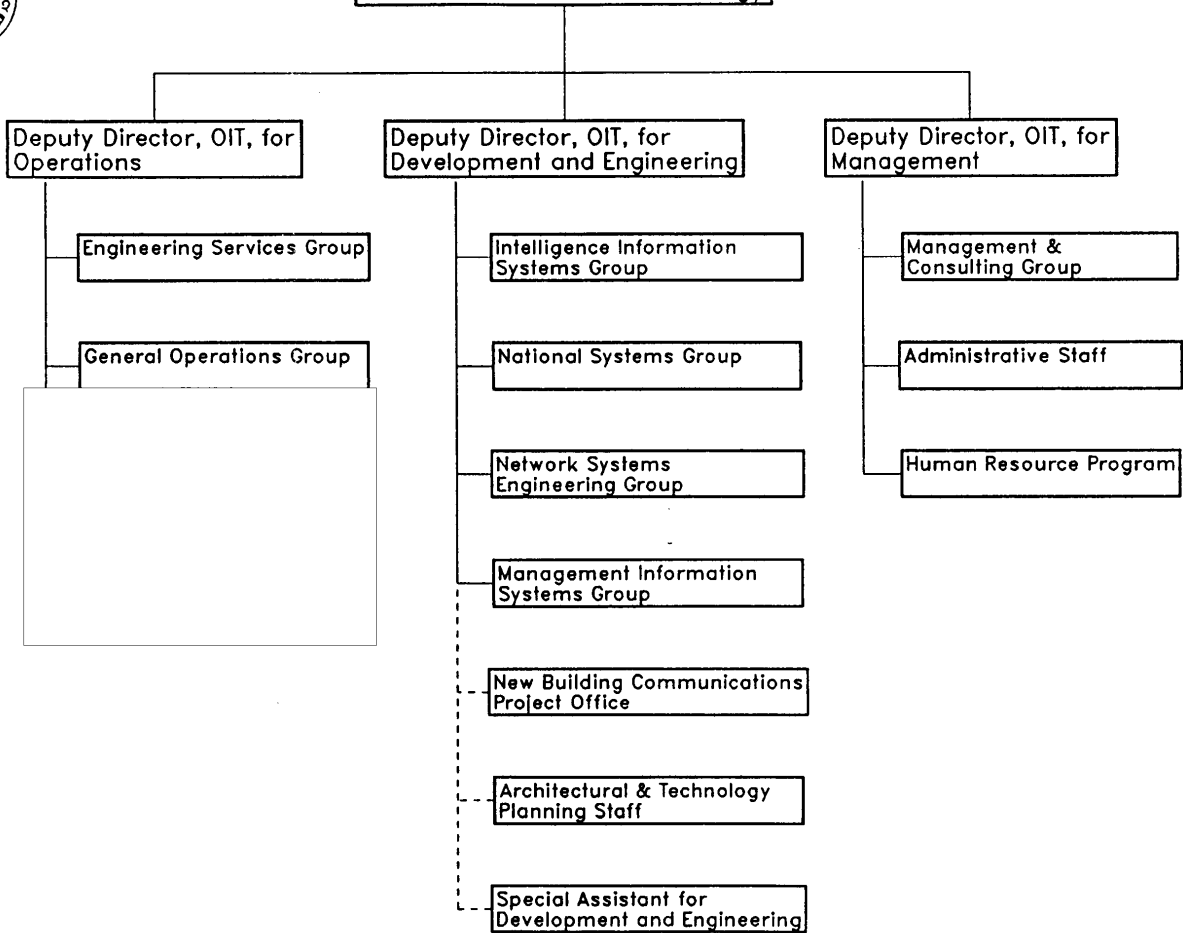 Deputy Director, OIT, for
Operations
Engineering Services Group
General Operations Group
Deputy Director, OIT, for
Development and Engineering
Intelligence Information
Systems Group
National Systems Group
Network Systems
Engineering Group
Management Information
Systems Group
New Building Communications
Project Office
Architectural & Technology
Planning Staff
Special Assistant for
Development and Engineering
Deputy Director, OIT, for
Management
Management &
Consulting Group
Administrative Staff
Human Resource Program